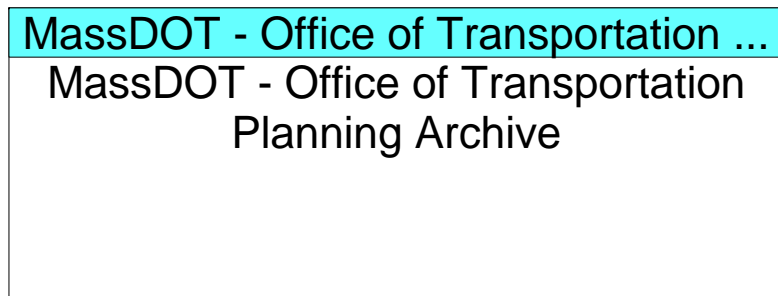 MassDOT - Office of Transportation ...
MassDOT - Office of Transportation
Planning Archive